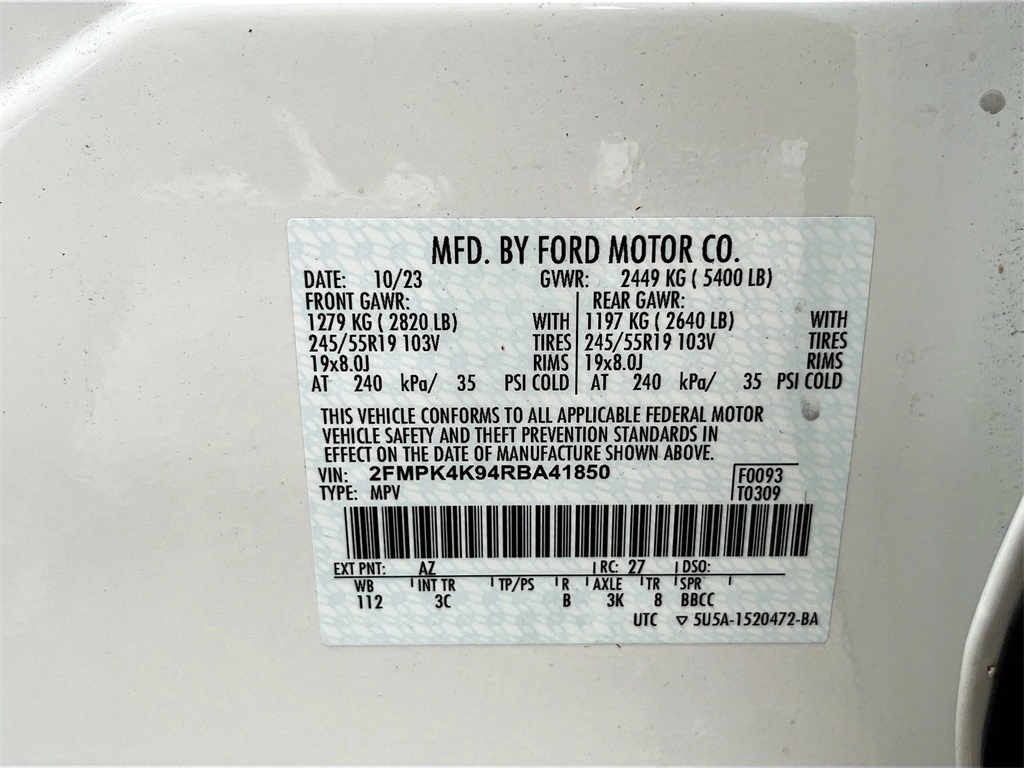 MFD. BY FORD MOTOR CO.
DATE: 10/23 GVWR: 2449 KG ( 5400 LB)
FRONT GAWR: REAR GAWR:
1279 KG ( 2820 LB) WITH 1197 KG ( 2640 LB) WITH
245/55R19 103V TIRES 245/55R19 103V TIRES
19x8.0J RIMS 19x8.0J RIMS
AT 240 kPa/ 35 PSI COLD AT 240 kPa/ 35 PSI COLD
THIS VEHICLE CONFORMS TO ALL APPLICABLE FEDERAL MOTOR
VEHICLE SAFETY AND THEFT PREVENTION STANDARDS IN
EFFECT ON THE DATE OF MANUFACTURE SHOWN ABOVE.
VIN: 2FMPK4K94RBA41850 F0093
TYPE: MPV T0309
EXT PNT: AZ RC: 27 DSO:
WB INT TR TP/PS R AXLE TR SPR
112 3C B 3K 8 BBCC
UTC ▽ 5U5A-1520472-BA